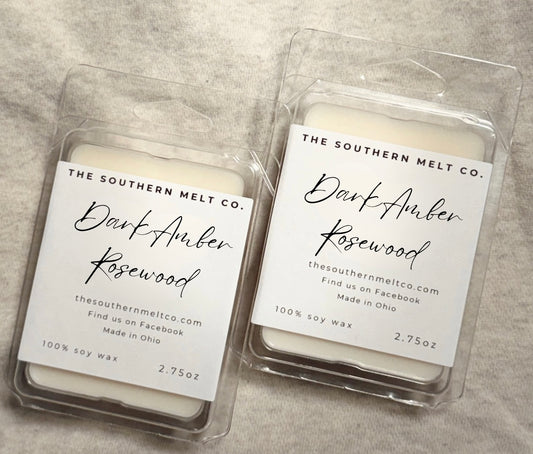 THE SOUTHERN MELT CO.
Dark Amber
Rosewood
thesouthernmeltco.com
Find us on Facebook
Made in Ohio
100% soy wax
2.75oz
THE SOUTHERN MELT CO.
Dark Amber
Rosewood
thesouthernmeltco.com
Find us on Facebook
Made in Ohio
100% soy wax
2.75oz